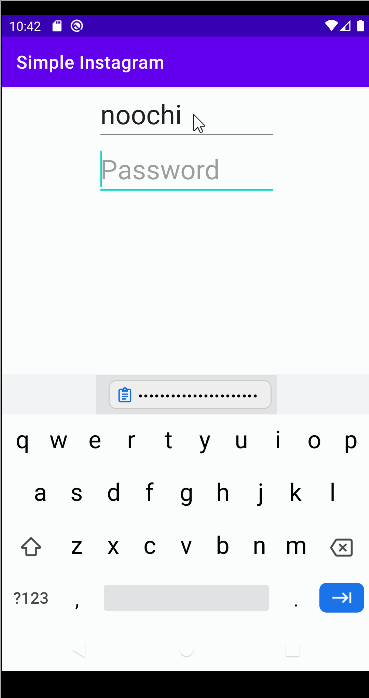 10:42
Simple Instagram
noochi
Password
••••••••••••••••••••••
q w e r t y u i o p
a s d f g h j k l
z x c v b n m
?123 , .